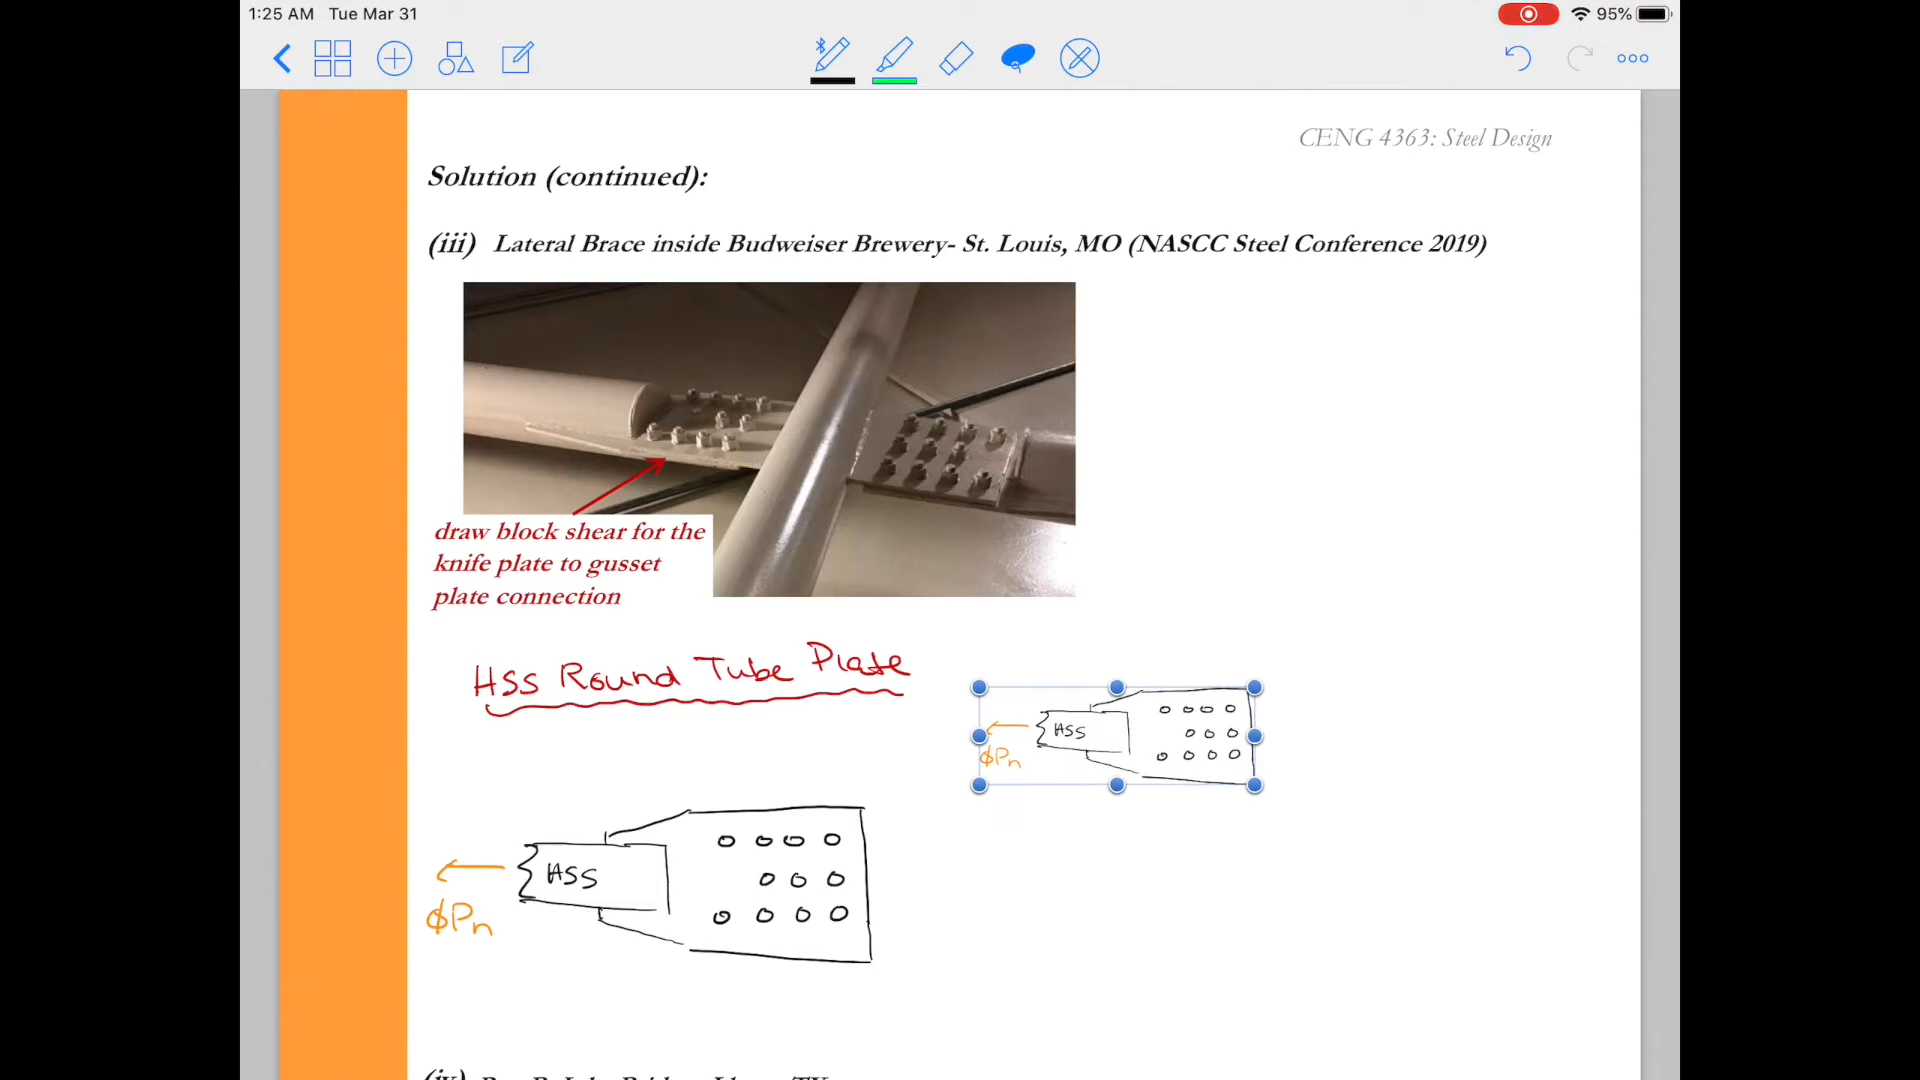 1:25 AM Tue Mar 31
95%
CENG 4363: Steel Design
Solution (continued):
(iii) Lateral Brace inside Budweiser Brewery- St. Louis, MO (NASCC Steel Conference 2019)
draw block shear for the
knife plate to gusset
plate connection
HSS Round Tube Plate
HSS
ϕPn
HSS
ϕPn
(iv)